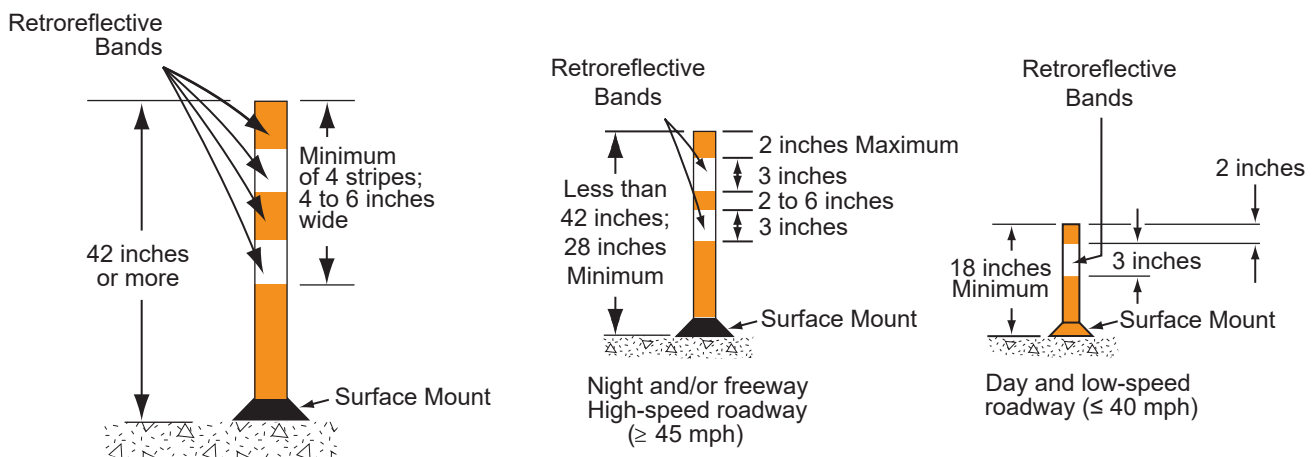 Retroreflective
Bands
42 inches
or more
Minimum
of 4 stripes;
4 to 6 inches
wide
Surface Mount
Retroreflective
Bands
Less than
42 inches;
28 inches
Minimum
2 inches Maximum
3 inches
2 to 6 inches
3 inches
Surface Mount
Night and/or freeway
High-speed roadway
(≥ 45 mph)
Retroreflective
Bands
2 inches
18 inches
Minimum
3 inches
Surface Mount
Day and low-speed
roadway (≤ 40 mph)